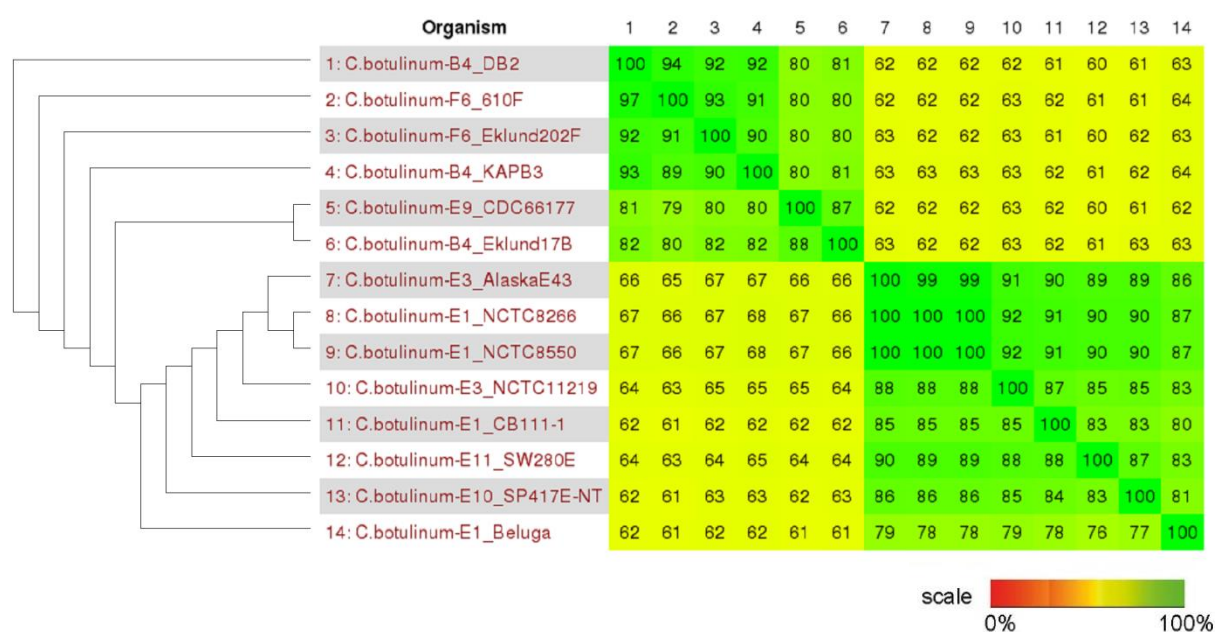 Organism 1 2 3 4 5 6 7 8 9 10 11 12 13 14
1: C.botulinum-B4_DB2 100 94 92 92 80 81 62 62 62 62 61 60 61 63
2: C.botulinum-F6_610F 97 100 93 91 80 80 62 62 62 63 62 61 61 64
3: C.botulinum-F6_Eklund202F 92 91 100 90 80 80 63 62 62 63 61 60 62 63
4: C.botulinum-B4_KAPB3 93 89 90 100 80 81 63 63 63 63 62 61 62 64
5: C.botulinum-E9_CDC66177 81 79 80 80 100 87 62 62 62 63 62 60 61 62
6: C.botulinum-B4_Eklund17B 82 80 82 82 88 100 63 62 62 63 62 61 63 63
7: C.botulinum-E3_AlaskaE43 66 65 67 67 66 66 100 99 99 91 90 89 89 86
8: C.botulinum-E1_NCTC8266 67 66 67 68 67 66 100 100 100 92 91 90 90 87
9: C.botulinum-E1_NCTC8550 67 66 67 68 67 66 100 100 100 92 91 90 90 87
10: C.botulinum-E3_NCTC11219 64 63 65 65 65 64 88 88 88 100 87 85 85 83
11: C.botulinum-E1_CB111-1 62 61 62 62 62 62 85 85 85 85 100 83 83 80
12: C.botulinum-E11_SW280E 64 63 64 65 64 64 90 89 89 88 88 100 87 83
13: C.botulinum-E10_SP417E-NT 62 61 63 63 62 63 86 86 86 85 84 83 100 81
14: C.botulinum-E1_Beluga 62 61 62 62 61 61 79 78 78 79 78 76 77 100
scale
0% 100%